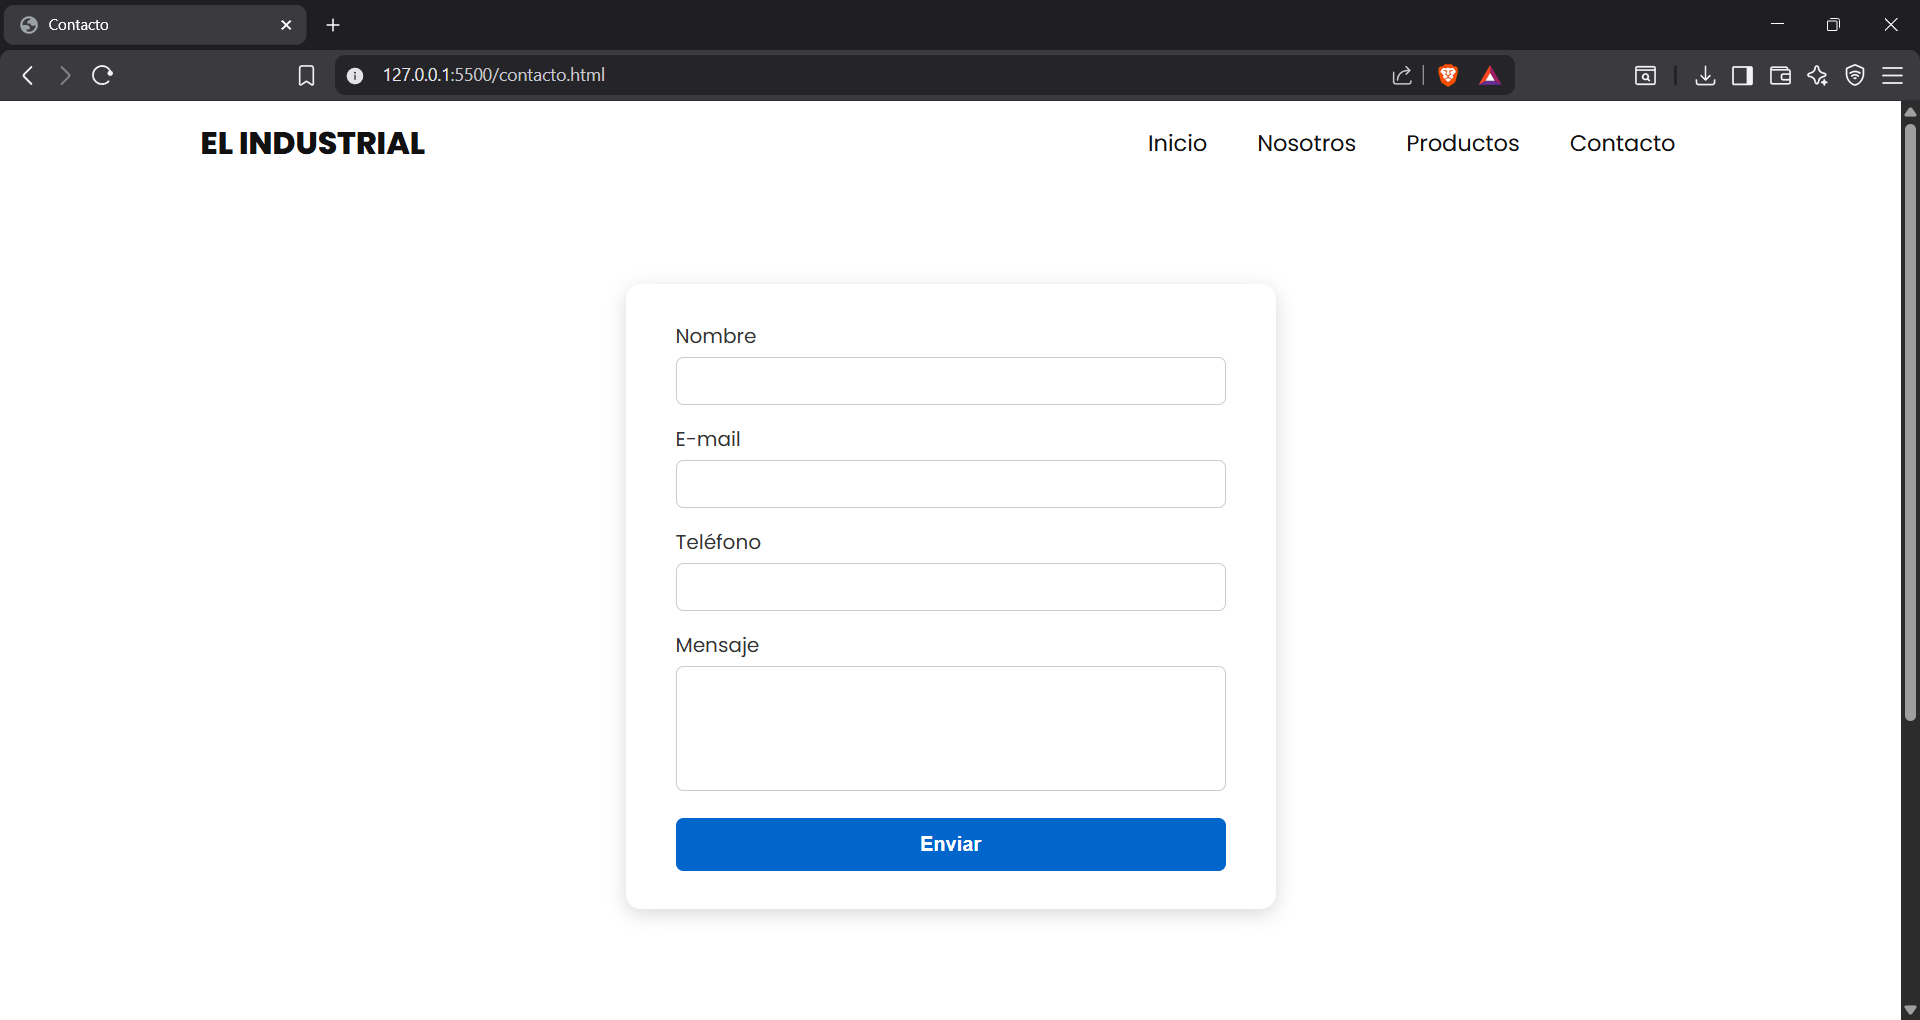 Contacto
127.0.0.1:5500/contacto.html
EL INDUSTRIAL
Inicio Nosotros Productos Contacto
Nombre
E-mail
Teléfono
Mensaje
Enviar